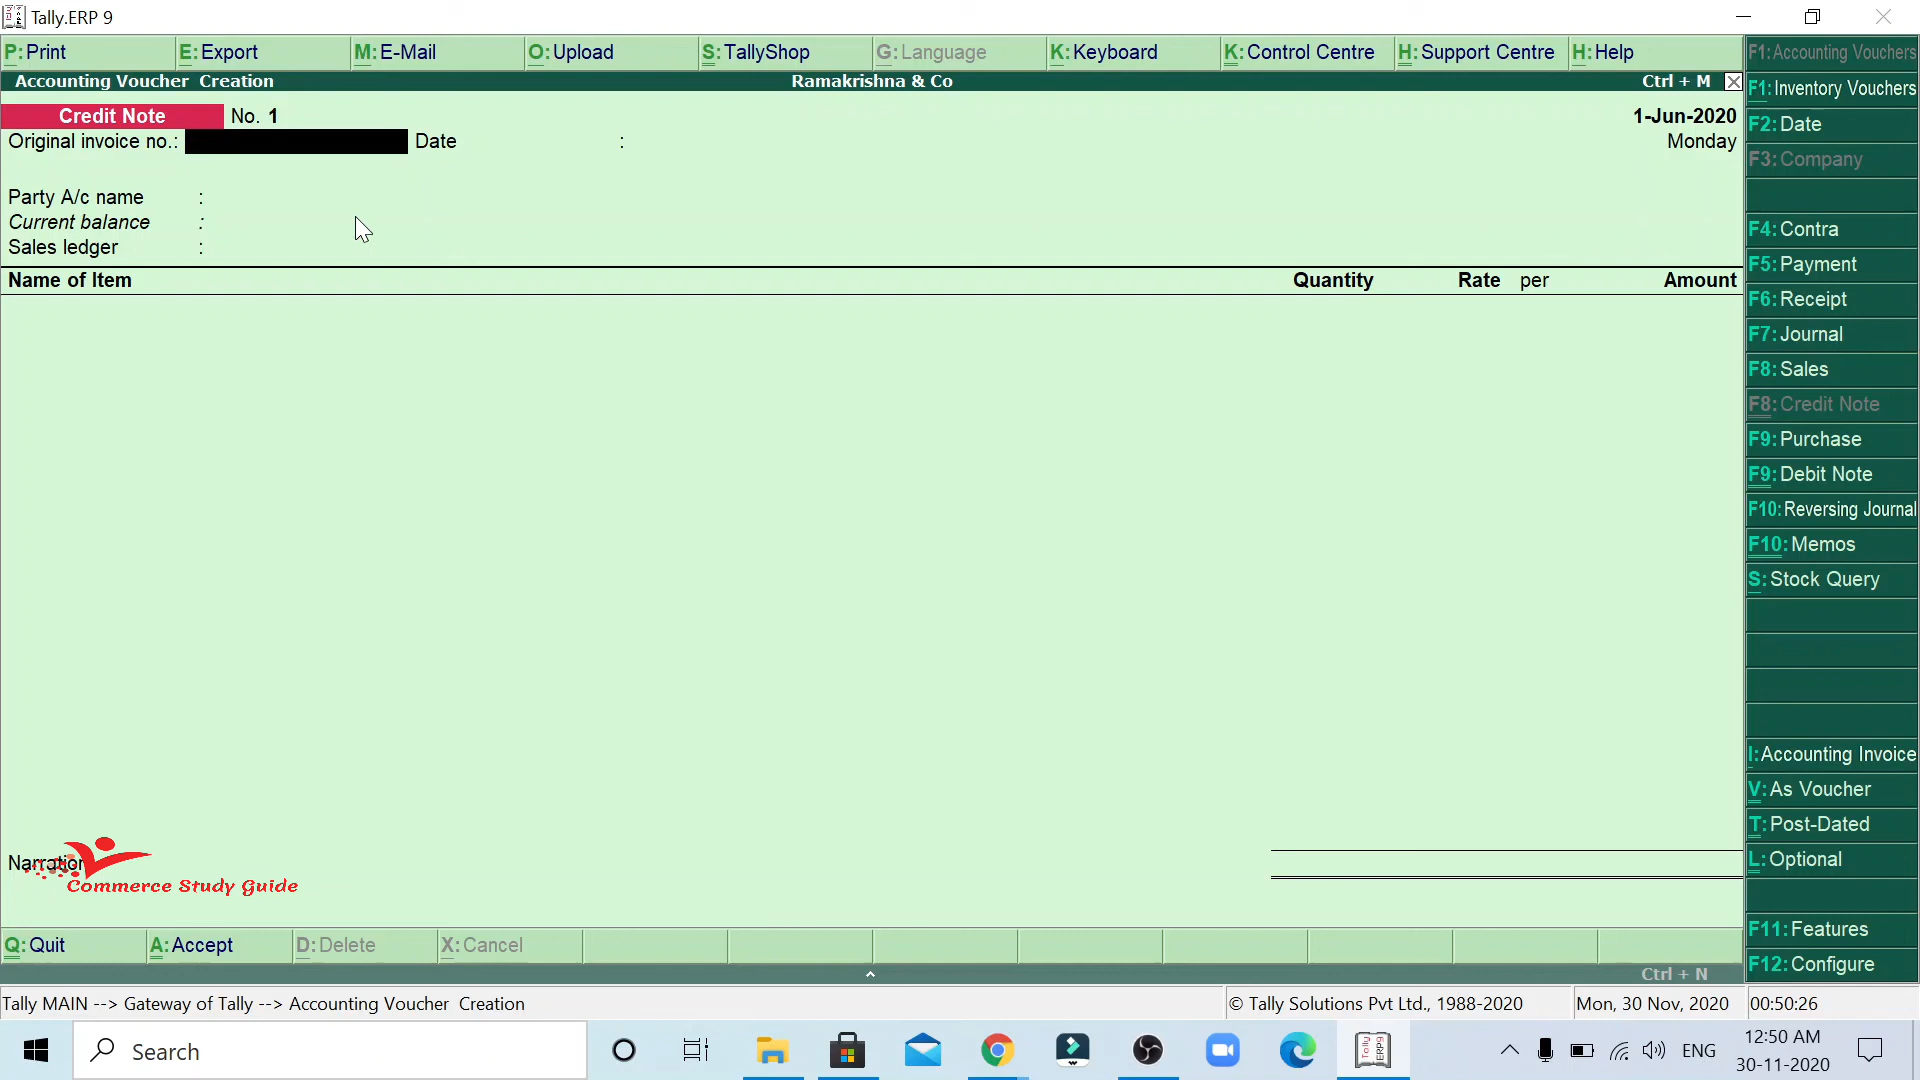 Tally.ERP 9
P: Print E: Export M: E-Mail O: Upload S: TallyShop G: Language K: Keyboard K: Control Centre H: Support Centre H: Help
Accounting Voucher Creation Ramakrishna & Co Ctrl + M
Credit Note No. 1 1-Jun-2020
Original invoice no.: Date : Monday
Party A/c name :
Current balance :
Sales ledger :
Name of Item Quantity Rate per Amount
Narration
Commerce Study Guide
Q: Quit A: Accept D: Delete X: Cancel
Ctrl + N
F1: Accounting Vouchers
F1: Inventory Vouchers
F2: Date
F3: Company
F4: Contra
F5: Payment
F6: Receipt
F7: Journal
F8: Sales
F8: Credit Note
F9: Purchase
F9: Debit Note
F10: Reversing Journal
F10: Memos
S: Stock Query
I: Accounting Invoice
V: As Voucher
T: Post-Dated
L: Optional
F11: Features
F12: Configure
Tally MAIN --> Gateway of Tally --> Accounting Voucher Creation © Tally Solutions Pvt Ltd., 1988-2020 Mon, 30 Nov, 2020 00:50:26
Search
Tally ERP9
ENG
12:50 AM
30-11-2020